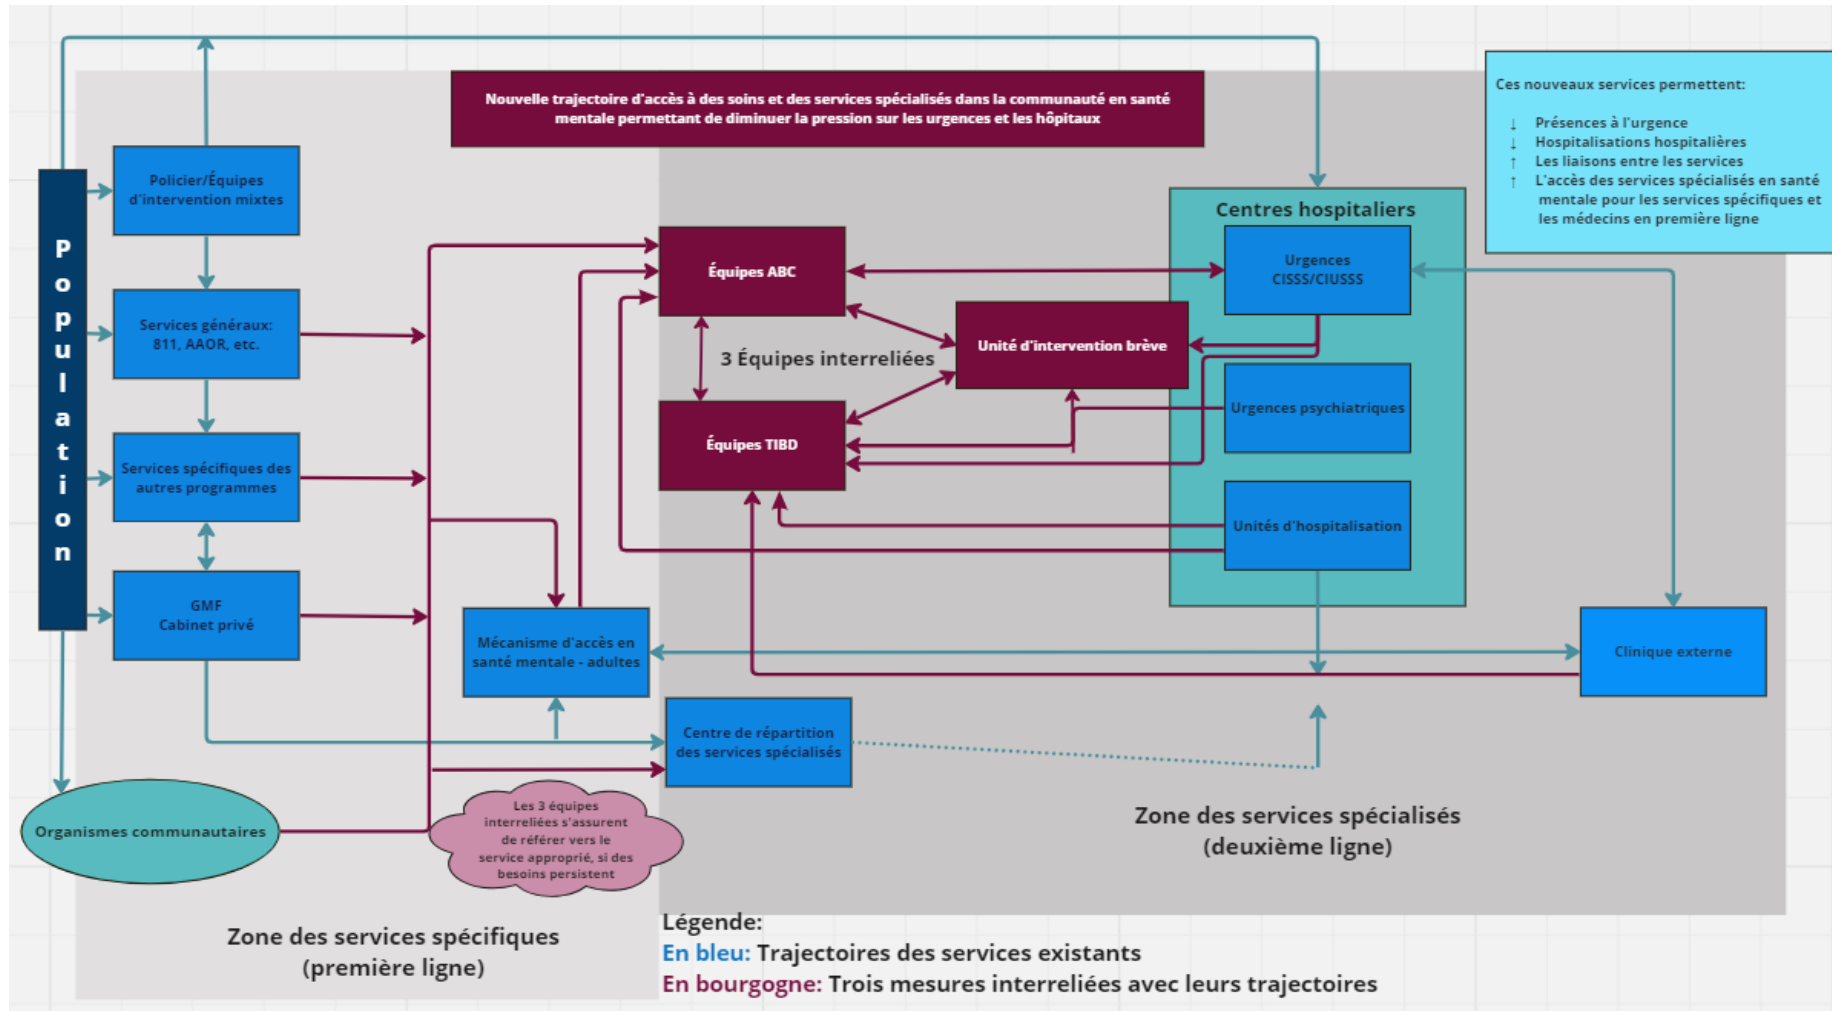 Nouvelle trajectoire d'accès à des soins et des services spécialisés dans la communauté en santé
mentale permettant de diminuer la pression sur les urgences et les hôpitaux
Ces nouveaux services permettent:
↓ Présences à l'urgence
↓ Hospitalisations hospitalières
↑ Les liaisons entre les services
↑ L'accès des services spécialisés en santé
mentale pour les services spécifiques et
les médecins en première ligne
Population
Policier/Équipes
d'intervention mixtes
Services généraux:
811, AAOR, etc.
Services spécifiques des
autres programmes
GMF
Cabinet privé
Organismes communautaires
Équipes ABC
3 Équipes interreliées
Équipes TIBD
Unité d'intervention brève
Centres hospitaliers
Urgences
CISSS/CIUSSS
Urgences psychiatriques
Unités d'hospitalisation
Mécanisme d'accès en
santé mentale - adultes
Clinique externe
Centre de répartition
des services spécialisés
Les 3 équipes
interreliées s'assurent
de référer vers le
service approprié, si des
besoins persistent
Zone des services spécialisés
(deuxième ligne)
Zone des services spécifiques
(première ligne)
Légende:
En bleu: Trajectoires des services existants
En bourgogne: Trois mesures interreliées avec leurs trajectoires